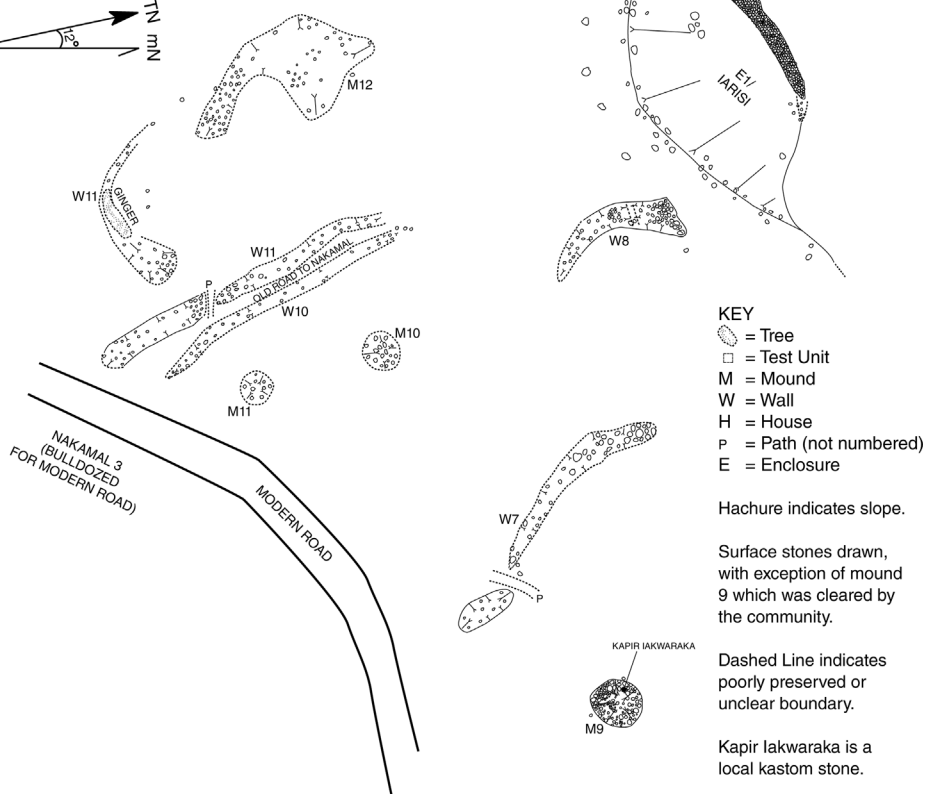 TN
mN
12°
M12
E1/
IARISI
W11
GINGER
W8
W11
P
OLD ROAD TO NAKAMAL
W10
M10
M11
KEY
= Tree
= Test Unit
M = Mound
W = Wall
H = House
P = Path (not numbered)
E = Enclosure
NAKAMAL 3
(BULLDOZED
FOR MODERN ROAD)
MODERN ROAD
W7
P
Hachure indicates slope.
Surface stones drawn,
with exception of mound
9 which was cleared by
the community.
KAPIR IAKWARAKA
M9
Dashed Line indicates
poorly preserved or
unclear boundary.
Kapir Iakwaraka is a
local kastom stone.